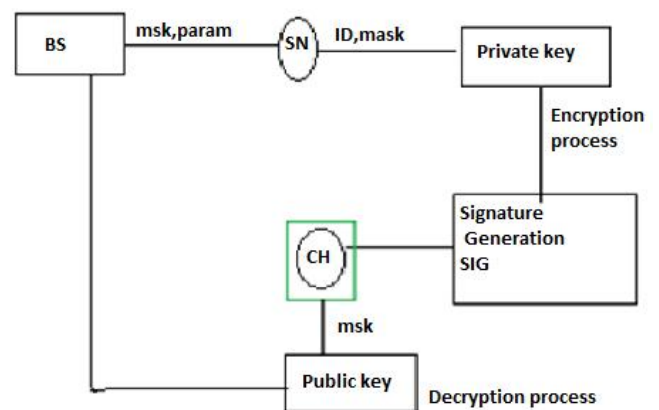 BS
msk,param
SN
ID,mask
Private key
Encryption
process
Signature
Generation
SIG
CH
msk
Public key
Decryption process